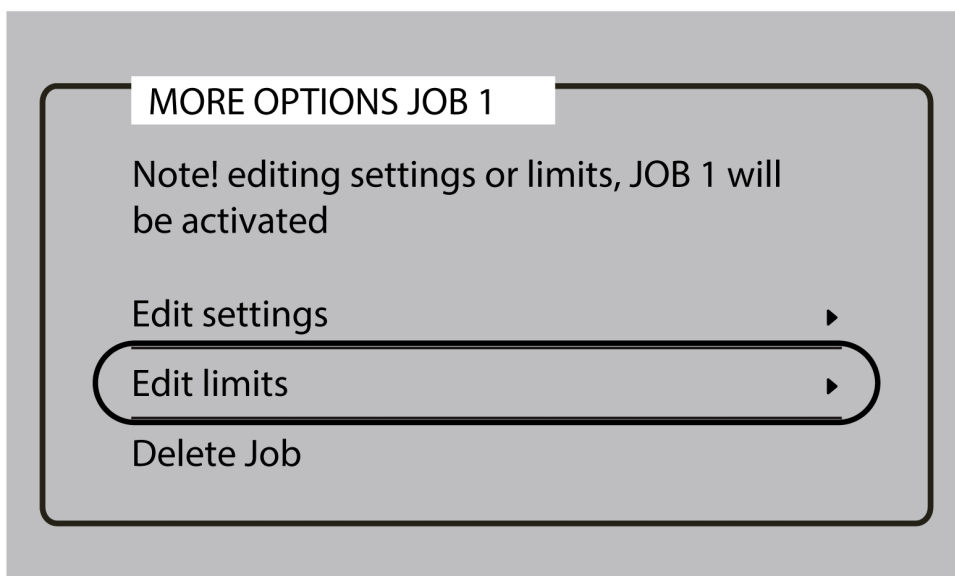 MORE OPTIONS JOB 1
Note! editing settings or limits, JOB 1 will
be activated
Edit settings
Edit limits
Delete Job